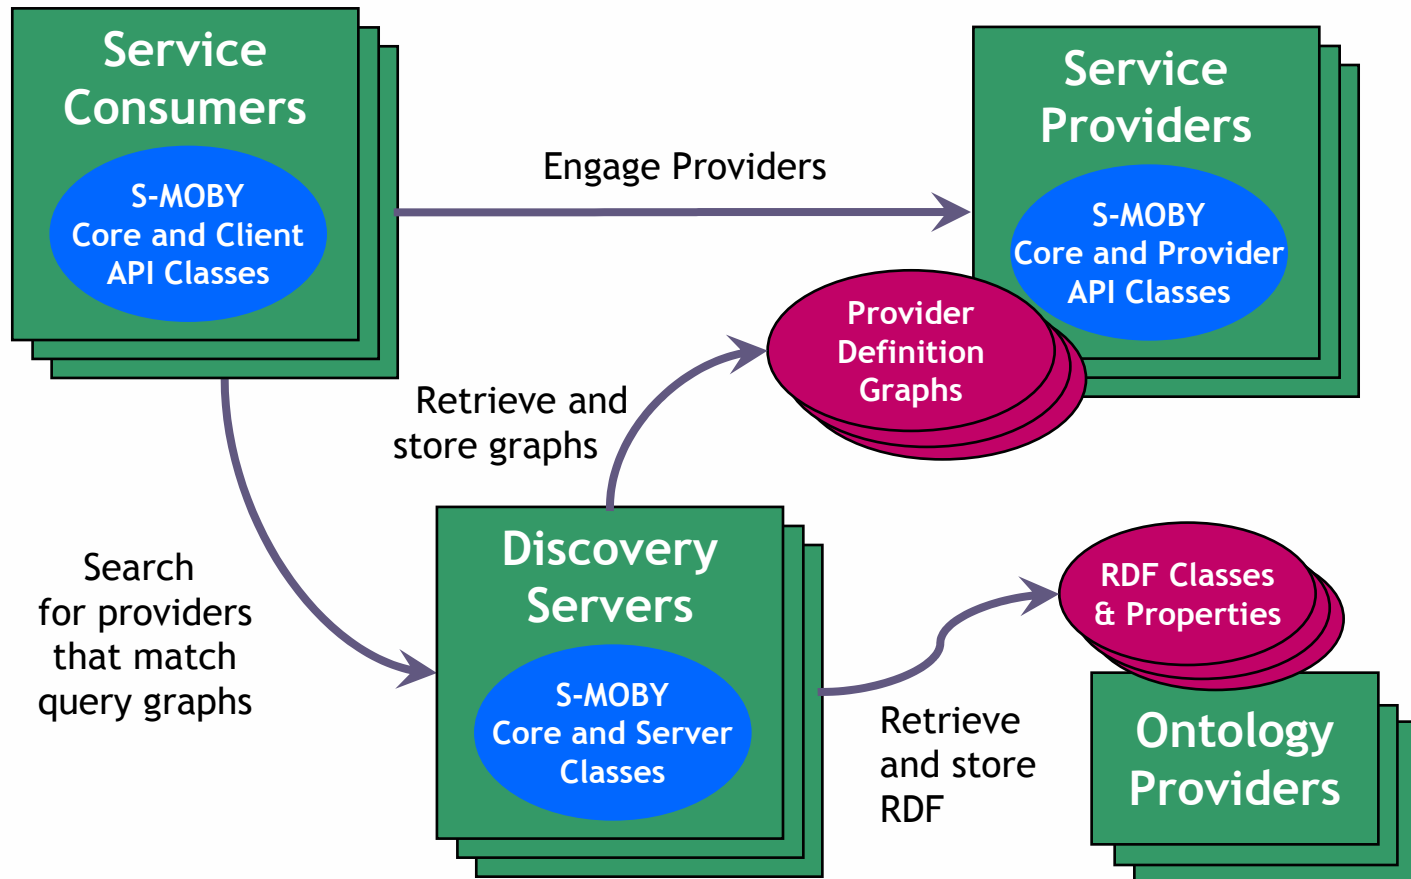 Service
Consumers
S-MOBY
Core and Client
API Classes
Engage Providers
Service
Providers
S-MOBY
Core and Provider
API Classes
Provider
Definition
Graphs
Retrieve and
store graphs
Search
for providers
that match
query graphs
Discovery
Servers
S-MOBY
Core and Server
Classes
RDF Classes
& Properties
Retrieve
and store
RDF
Ontology
Providers